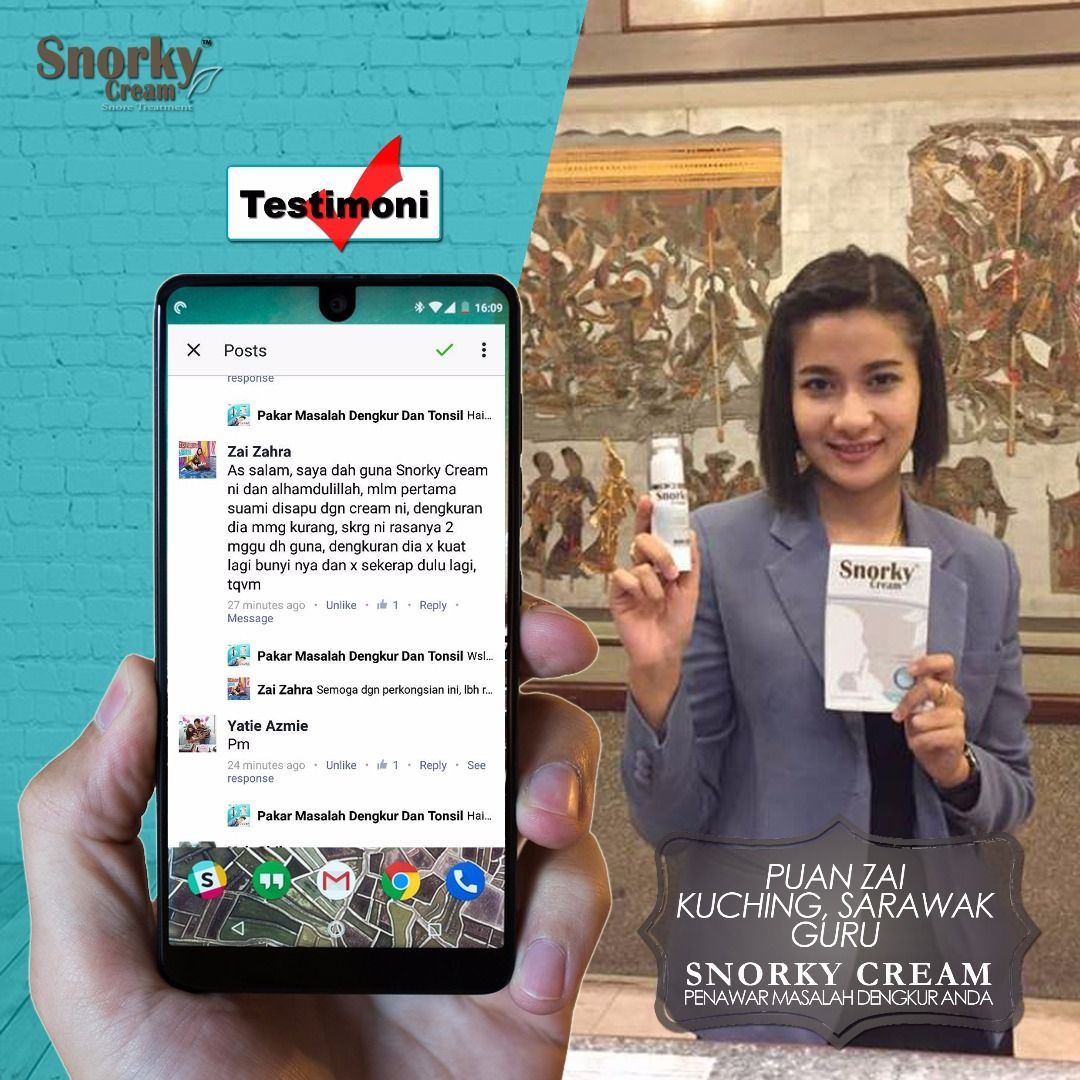 Snorky™
Cream
Snore Treatment
Testimoni
16:09
Posts
response
Pakar Masalah Dengkur Dan Tonsil Hai...
Zai Zahra
As salam, saya dah guna Snorky Cream
ni dan alhamdulillah, mlm pertama
suami disapu dgn cream ni, dengkuran
dia mmg kurang, skrg ni rasanya 2
mggu dh guna, dengkuran dia x kuat
lagi bunyi nya dan x sekerap dulu lagi,
tqvm
27 minutes ago • Unlike • 1 • Reply •
Message
Pakar Masalah Dengkur Dan Tonsil Wsl...
Zai Zahra Semoga dgn perkongsian ini, lbh r...
Yatie Azmie
Pm
24 minutes ago • Unlike • 1 • Reply • See
response
Pakar Masalah Dengkur Dan Tonsil Hai...
S
Snorky
Snorky
Cream
PUAN ZAI
KUCHING, SARAWAK
GURU
SNORKY CREAM
PENAWAR MASALAH DENGKUR ANDA